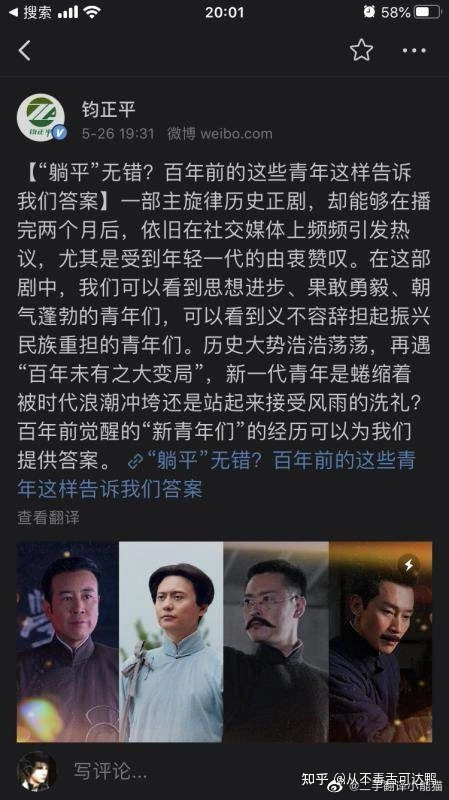 搜索
20:01
58%
钧正平
钧正平
V
5-26 19:31 微博 weibo.com
【“躺平”无错？百年前的这些青年这样告诉
我们答案】一部主旋律历史正剧，却能够在播
完两个月后，依旧在社交媒体上频频引发热
议，尤其是受到年轻一代的由衷赞叹。在这部
剧中，我们可以看到思想进步、果敢勇毅、朝
气蓬勃的青年们，可以看到义不容辞担起振兴
民族重担的青年们。历史大势浩浩荡荡，再遇
“百年未有之大变局”，新一代青年是蜷缩着
被时代浪潮冲垮还是站起来接受风雨的洗礼？
百年前觉醒的“新青年们”的经历可以为我们
提供答案。 “躺平”无错？百年前的这些青
年这样告诉我们答案
查看翻译
写评论...
知乎 @从不毒舌可达鸭
@二手翻译小能猫